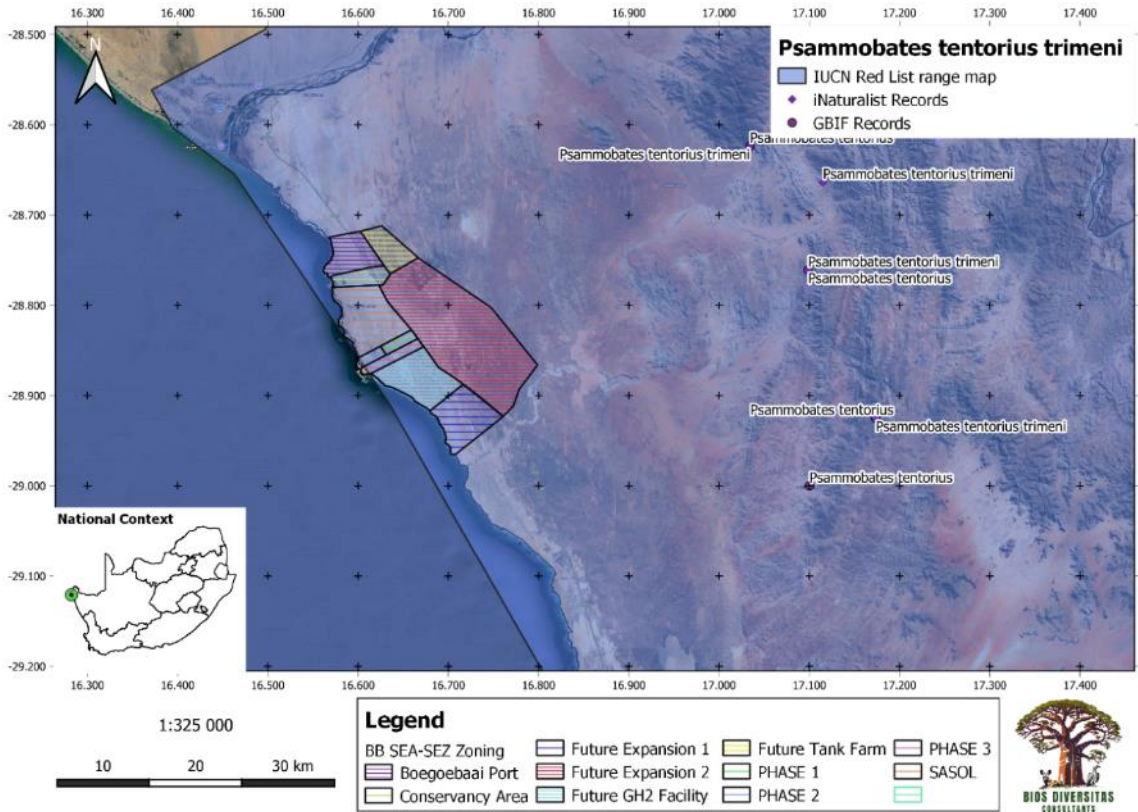 16.300 16.400 16.500 16.600 16.700 16.800 16.900 17.000 17.100 17.200 17.300 17.400
-28.500
N
Psammobates tentorius trimeni
IUCN Red List range map
iNaturalist Records
GBIF Records
-28.600
Psammobates tentorius
Psammobates tentorius trimeni
Psammobates tentorius trimeni
-28.700
Psammobates tentorius trimeni
Psammobates tentorius
-28.800
-28.900
Psammobates tentorius
Psammobates tentorius trimeni
Psammobates tentorius
-29.000
National Context
-29.100
-29.200
16.300 16.400 16.500 16.600 16.700 16.800 16.900 17.000 17.100 17.200 17.300 17.400
1:325 000
10 20 30 km
Legend
BB SEA-SEZ Zoning
Boegoebaai Port
Conservancy Area
Future Expansion 1
Future Expansion 2
Future GH2 Facility
Future Tank Farm
PHASE 1
PHASE 2
PHASE 3
SASOL
BIOS DIVERSITAS
CONSULTANTS